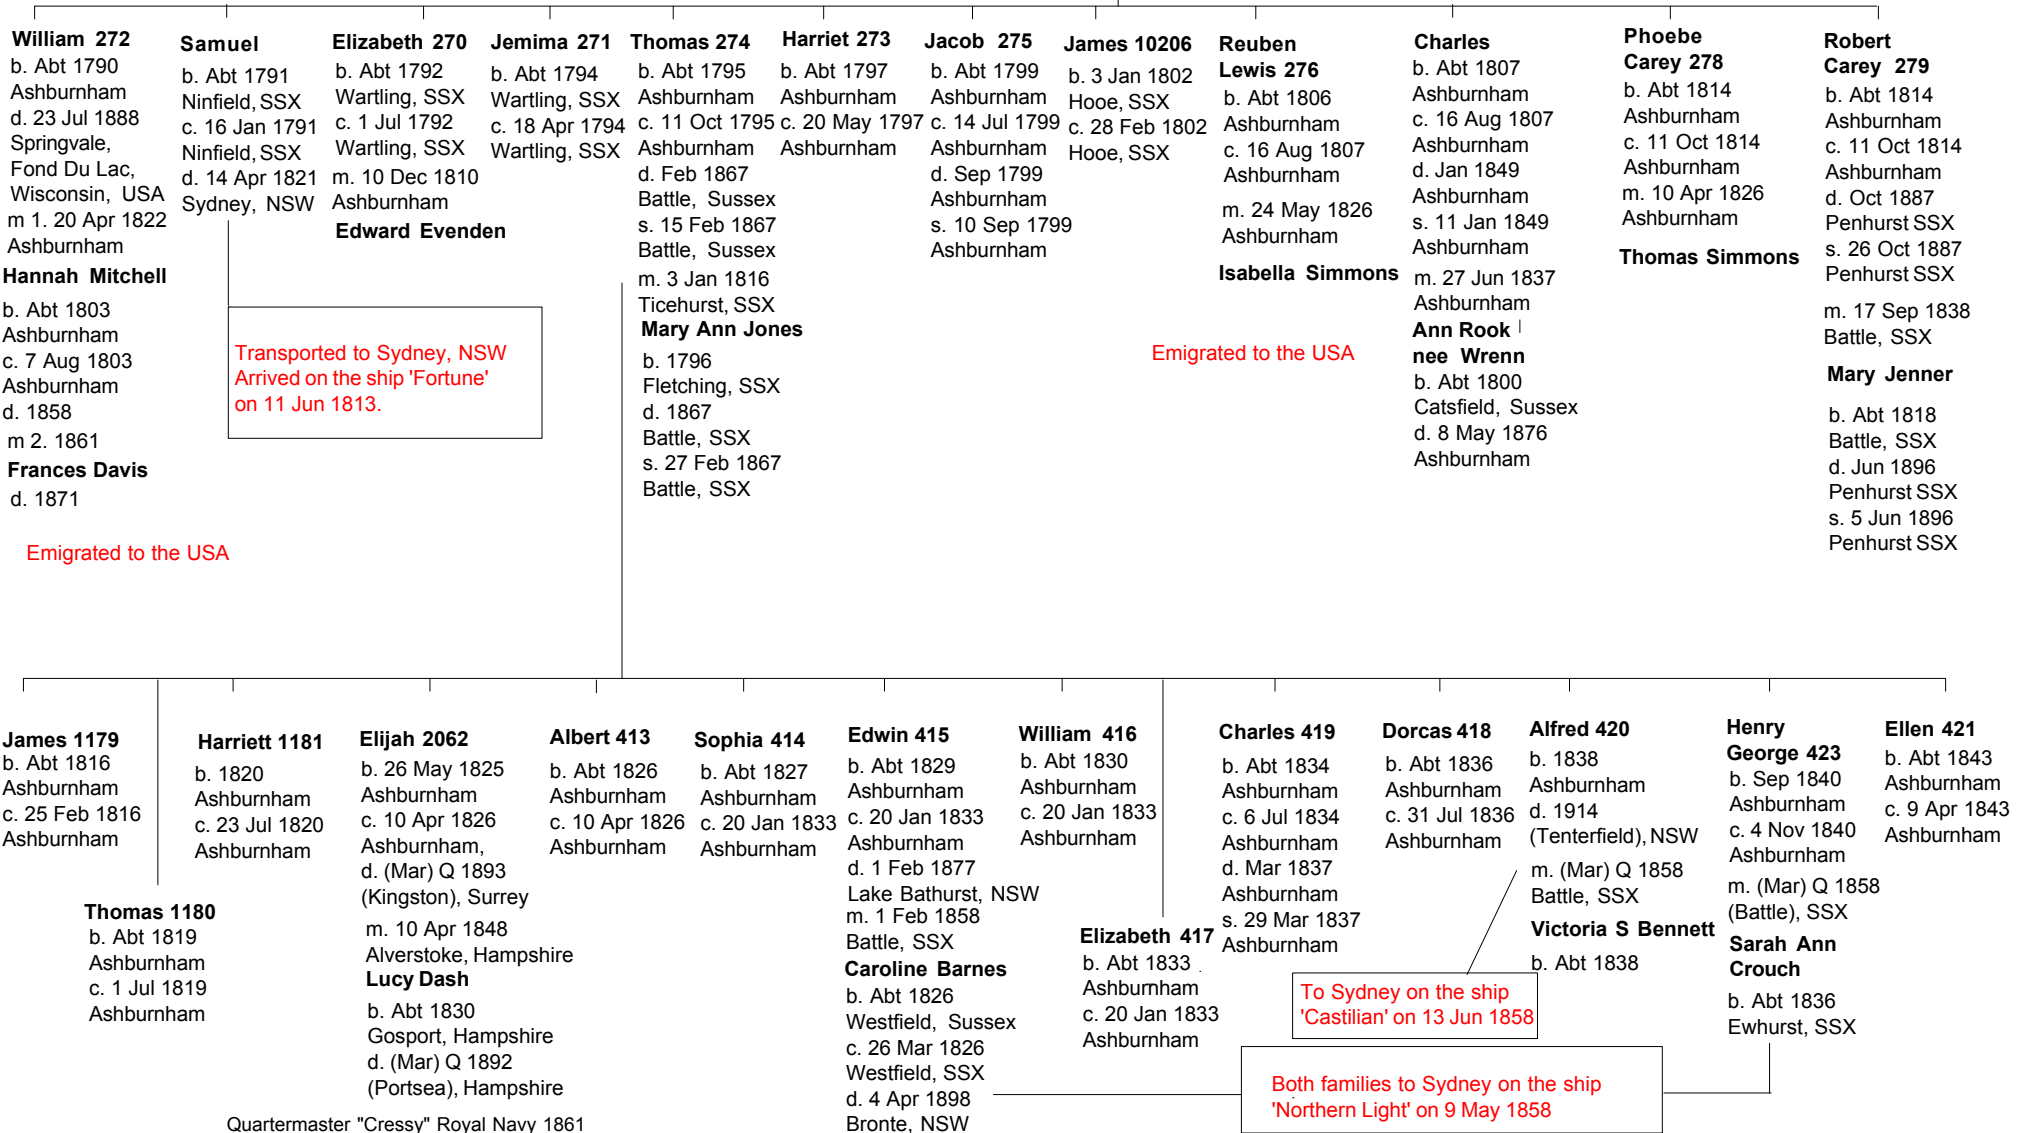 William 272
b. Abt 1790
Ashburnham
d. 23 Jul 1888
Springvale,
Fond Du Lac,
Wisconsin, USA
m 1. 20 Apr 1822
Ashburnham
Hannah Mitchell
b. Abt 1803
Ashburnham
c. 7 Aug 1803
Ashburnham
d. 1858
m 2. 1861
Frances Davis
d. 1871
Emigrated to the USA
Samuel
b. Abt 1791
Ninfield, SSX
c. 16 Jan 1791
Ninfield, SSX
d. 14 Apr 1821
Sydney, NSW
Transported to Sydney, NSW
Arrived on the ship 'Fortune'
on 11 Jun 1813.
Elizabeth 270
b. Abt 1792
Wartling, SSX
c. 1 Jul 1792
Wartling, SSX
m. 10 Dec 1810
Ashburnham
Edward Evenden
Jemima 271
b. Abt 1794
Wartling, SSX
c. 18 Apr 1794
Wartling, SSX
Thomas 274
b. Abt 1795
Ashburnham
c. 11 Oct 1795
Ashburnham
d. Feb 1867
Battle, Sussex
s. 15 Feb 1867
Battle, Sussex
m. 3 Jan 1816
Ticehurst, SSX
Mary Ann Jones
b. 1796
Fletching, SSX
d. 1867
Battle, SSX
s. 27 Feb 1867
Battle, SSX
Harriet 273
b. Abt 1797
Ashburnham
c. 20 May 1797
Ashburnham
Jacob 275
b. Abt 1799
Ashburnham
c. 14 Jul 1799
Ashburnham
d. Sep 1799
Ashburnham
s. 10 Sep 1799
Ashburnham
James 10206
b. 3 Jan 1802
Hooe, SSX
c. 28 Feb 1802
Hooe, SSX
Reuben
Lewis 276
b. Abt 1806
Ashburnham
c. 16 Aug 1807
Ashburnham
m. 24 May 1826
Ashburnham
Isabella Simmons
Emigrated to the USA
Charles
b. Abt 1807
Ashburnham
c. 16 Aug 1807
Ashburnham
d. Jan 1849
Ashburnham
s. 11 Jan 1849
Ashburnham
m. 27 Jun 1837
Ashburnham
Ann Rook
nee Wrenn
b. Abt 1800
Catsfield, Sussex
d. 8 May 1876
Ashburnham
Phoebe
Carey 278
b. Abt 1814
Ashburnham
c. 11 Oct 1814
Ashburnham
m. 10 Apr 1826
Ashburnham
Thomas Simmons
Robert
Carey 279
b. Abt 1814
Ashburnham
c. 11 Oct 1814
Ashburnham
d. Oct 1887
Penhurst SSX
s. 26 Oct 1887
Penhurst SSX
m. 17 Sep 1838
Battle, SSX
Mary Jenner
b. Abt 1818
Battle, SSX
d. Jun 1896
Penhurst SSX
s. 5 Jun 1896
Penhurst SSX
James 1179
b. Abt 1816
Ashburnham
c. 25 Feb 1816
Ashburnham
Thomas 1180
b. Abt 1819
Ashburnham
c. 1 Jul 1819
Ashburnham
Harriett 1181
b. 1820
Ashburnham
c. 23 Jul 1820
Ashburnham
Elijah 2062
b. 26 May 1825
Ashburnham
c. 10 Apr 1826
Ashburnham,
d. (Mar) Q 1893
(Kingston), Surrey
m. 10 Apr 1848
Alverstoke, Hampshire
Lucy Dash
b. Abt 1830
Gosport, Hampshire
d. (Mar) Q 1892
(Portsea), Hampshire
Quartermaster "Cressy" Royal Navy 1861
Albert 413
b. Abt 1826
Ashburnham
c. 10 Apr 1826
Ashburnham
Sophia 414
b. Abt 1827
Ashburnham
c. 20 Jan 1833
Ashburnham
Edwin 415
b. Abt 1829
Ashburnham
c. 20 Jan 1833
Ashburnham
d. 1 Feb 1877
Lake Bathurst, NSW
m. 1 Feb 1858
Battle, SSX
Caroline Barnes
b. Abt 1826
Westfield, Sussex
c. 26 Mar 1826
Westfield, SSX
d. 4 Apr 1898
Bronte, NSW
William 416
b. Abt 1830
Ashburnham
c. 20 Jan 1833
Ashburnham
Elizabeth 417
b. Abt 1833
Ashburnham
c. 20 Jan 1833
Ashburnham
Charles 419
b. Abt 1834
Ashburnham
c. 6 Jul 1834
Ashburnham
d. Mar 1837
Ashburnham
s. 29 Mar 1837
Ashburnham
Dorcas 418
b. Abt 1836
Ashburnham
c. 31 Jul 1836
Ashburnham
Alfred 420
b. 1838
Ashburnham
d. 1914
(Tenterfield), NSW
m. (Mar) Q 1858
Battle, SSX
Victoria S Bennett
b. Abt 1838
To Sydney on the ship
'Castilian' on 13 Jun 1858
Henry
George 423
b. Sep 1840
Ashburnham
c. 4 Nov 1840
Ashburnham
m. (Mar) Q 1858
(Battle), SSX
Sarah Ann
Crouch
b. Abt 1836
Ewhurst, SSX
Both families to Sydney on the ship
'Northern Light' on 9 May 1858
Ellen 421
b. Abt 1843
Ashburnham
c. 9 Apr 1843
Ashburnham